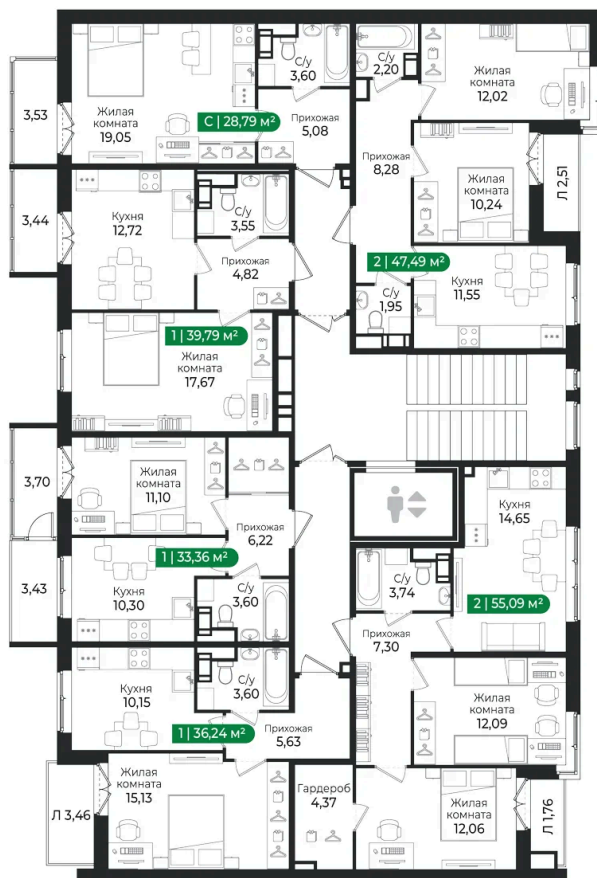 3,53
Жилая
комната
19,05
С | 28,79 м²
С/у
3,60
Прихожая
5,08
С/у
2,20
Жилая
комната
12,02
8,28
Жилая
комната
10,24
Л 2,51
3,44
Кухня
12,72
С/у
3,55
Прихожая
4,82
2 | 47,49 м²
С/у
1,95
Кухня
11,55
1 | 39,79 м²
Жилая
комната
17,67
3,70
Жилая
комната
11,10
Прихожая
6,22
3,43
1 | 33,36 м²
Кухня
10,30
С/у
3,60
Кухня
14,65
С/у
3,74
2 | 55,09 м²
Прихожая
7,30
Кухня
10,15
С/у
3,60
1 | 36,24 м²
Прихожая
5,63
Жилая
комната
12,09
Л 3,46
Жилая
комната
15,13
Гардероб
4,37
Жилая
комната
12,06
Л 1,76